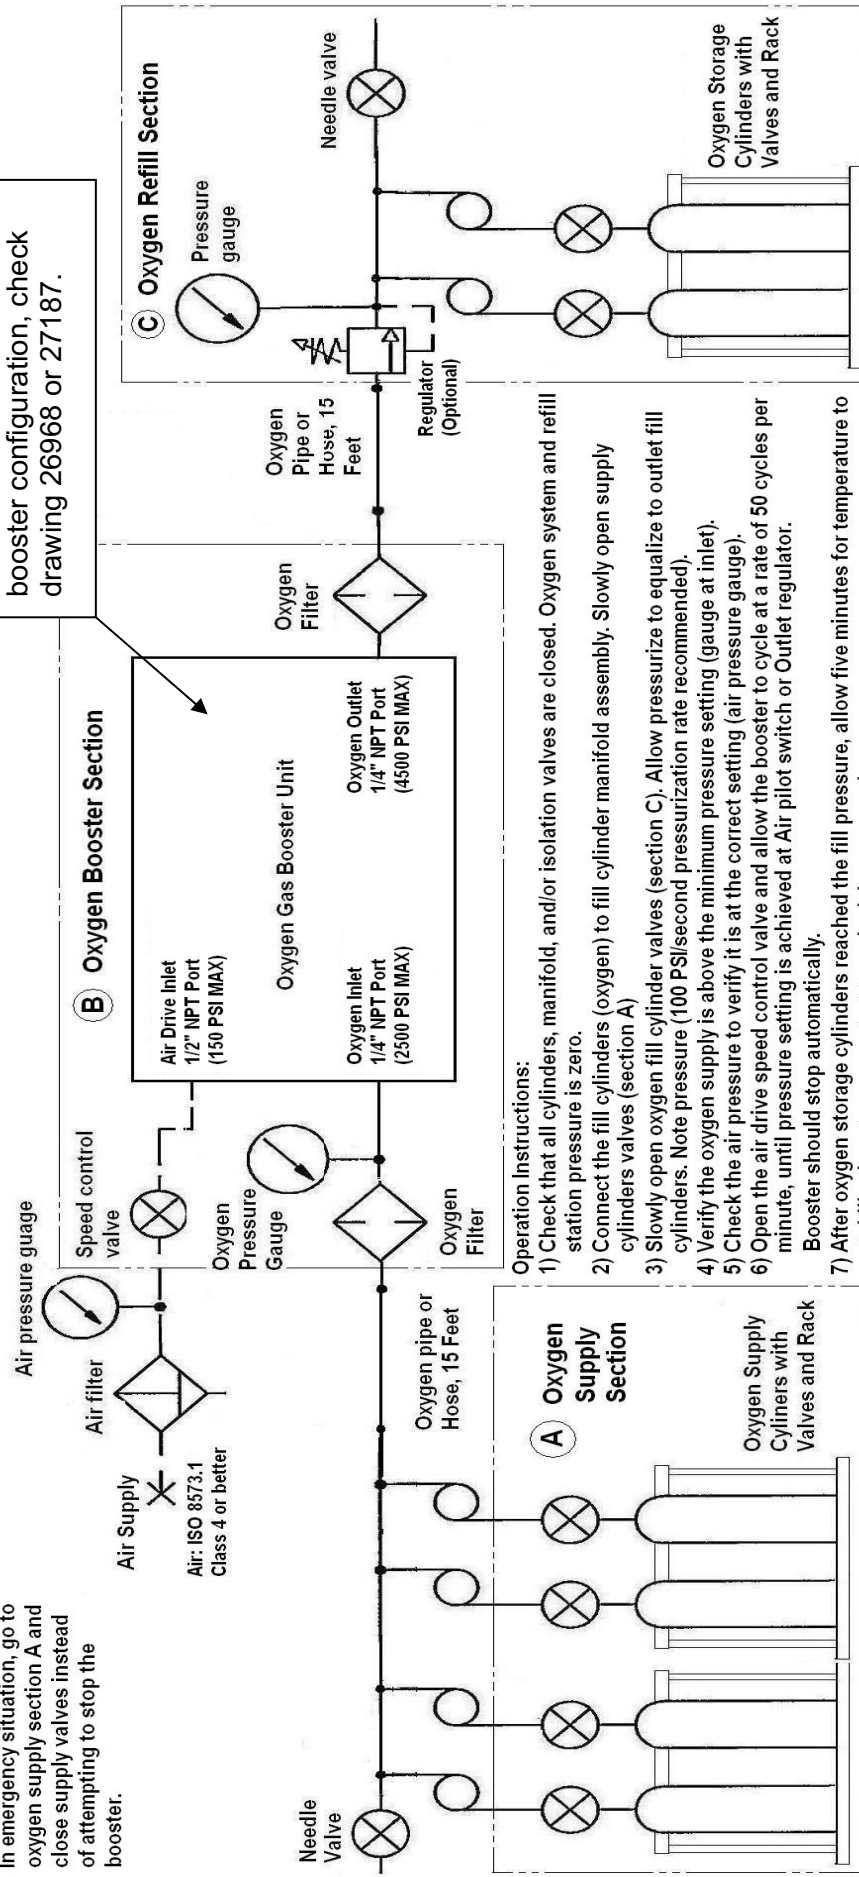 booster configuration, check
drawing 26968 or 27187.
In emergency situation, go to
oxygen supply section A and
close supply valves instead
of attempting to stop the
booster.
Air pressure guage
Air filter
Air Supply
Air: ISO 8573.1
Class 4 or better
Speed control
valve
B Oxygen Booster Section
Air Drive Inlet
1/2" NPT Port
(150 PSI MAX)
Oxygen Gas Booster Unit
Oxygen Inlet
1/4" NPT Port
(2500 PSI MAX)
Oxygen Outlet
1/4" NPT Port
(4500 PSI MAX)
Oxygen
Pressure
Gauge
Oxygen
Filter
Oxygen
Filter
Oxygen
Pipe or
Hose, 15
Feet
C Oxygen Refill Section
Pressure
gauge
Needle valve
Regulator
(Optional)
Oxygen Storage
Cylinders with
Valves and Rack
Needle
Valve
Oxygen pipe or
Hose, 15 Feet
A Oxygen
Supply
Section
Oxygen Supply
Cyliners with
Valves and Rack
Operation Instructions:
1) Check that all cylinders, manifold, and/or isolation valves are closed. Oxygen system and refill
station pressure is zero.
2) Connect the fill cylinders (oxygen) to fill cylinder manifold assembly. Slowly open supply
cylinders valves (section A)
3) Slowly open oxygen fill cylinder valves (section C). Allow pressurize to equalize to outlet fill
cylinders. Note pressure (100 PSI/second pressurization rate recommended).
4) Verify the oxygen supply is above the minimum pressure setting (gauge at inlet).
5) Check the air pressure to verify it is at the correct setting (air pressure gauge).
6) Open the air drive speed control valve and allow the booster to cycle at a rate of 50 cycles per
minute, until pressure setting is achieved at Air pilot switch or Outlet regulator.
Booster should stop automatically.
7) After oxygen storage cylinders reached the fill pressure, allow five minutes for temperature to